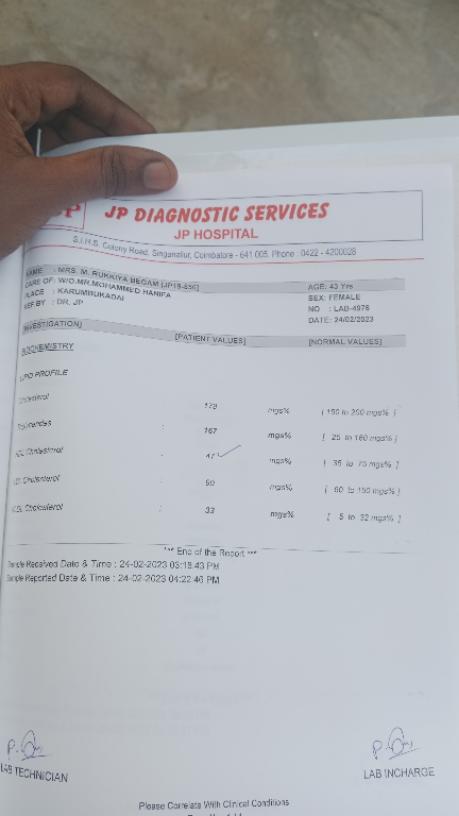 JP DIAGNOSTIC SERVICES
JP HOSPITAL
S.I.H.S. Colony Road, Singanallur, Coimbatore - 641 005. Phone : 0422 - 4200028
NAME : MRS. M. RUKKIYA BEGAM [JP19-836]
CARE OF: W/O.MR.MOHAMMED HANIFA
PLACE : KARUMBUKADAI
REF BY : DR. JP
AGE: 43 Yrs
SEX: FEMALE
NO : LAB-4976
DATE: 24/02/2023
[INVESTIGATION] [PATIENT VALUES] [NORMAL VALUES]
BIOCHEMISTRY
LIPID PROFILE
Cholesterol mgs% [ 150 to 200 mgs% ]
Triglycerides : 167 mgs% [ 25 to 160 mgs% ]
HDL Cholesterol : 47 mgs% [ 35 to 75 mgs% ]
LDL Cholesterol : mgs% [ 60 to 150 mgs% ]
VLDL Cholesterol : 33 mgs% [ 5 to 32 mgs% ]
*** End of the Report ***
Sample Received Date & Time : 24-02-2023 03:18:43 PM
Sample Reported Date & Time : 24-02-2023 04:22:46 PM
LAB TECHNICIAN
LAB INCHARGE
Please Correlate With Clinical Conditions